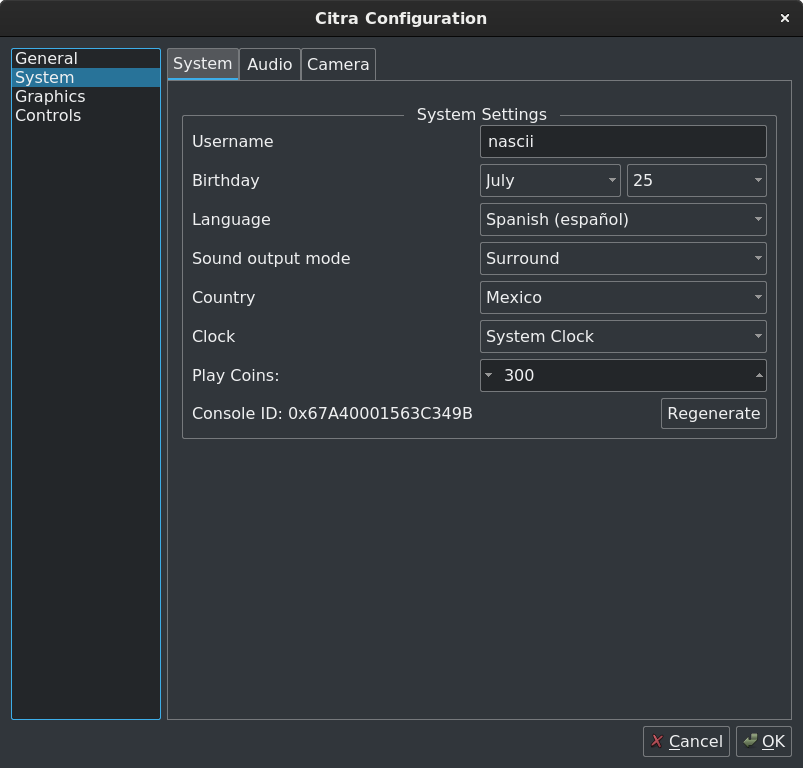 Citra Configuration
General
System
Graphics
Controls
System Audio Camera
System Settings
Username nascii
Birthday July 25
Language Spanish (español)
Sound output mode Surround
Country Mexico
Clock System Clock
Play Coins: 300
Console ID: 0x67A40001563C349B Regenerate
Cancel OK